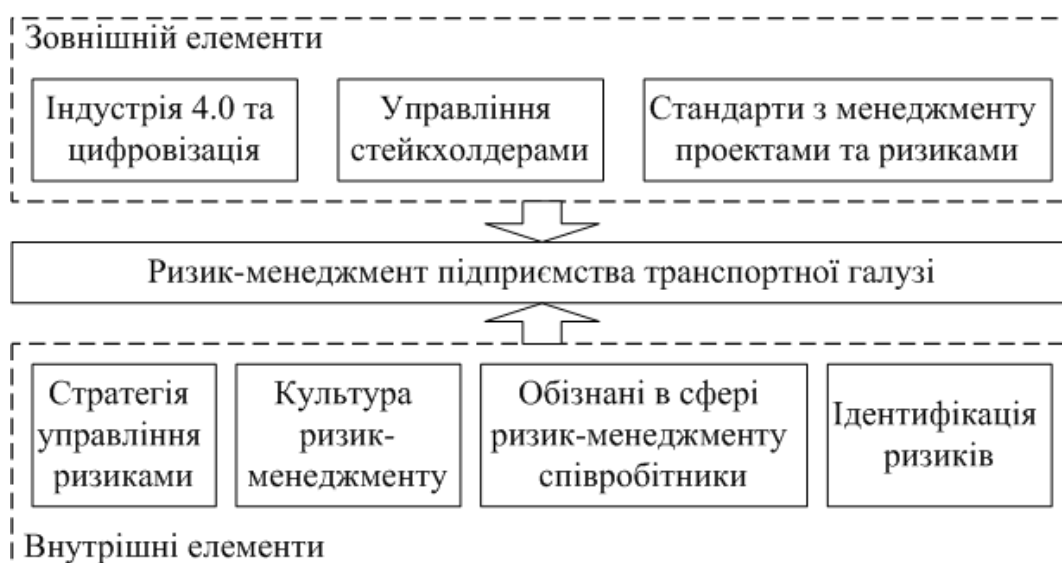 Зовнішній елементи
Індустрія 4.0 та
цифровізація
Управління
стейкхолдерами
Стандарти з менеджменту
проектами та ризиками
Ризик-менеджмент підприємства транспортної галузі
Стратегія
управління
ризиками
Культура
ризик-
менеджменту
Обізнані в сфері
ризик-менеджменту
співробітники
Ідентифікація
ризиків
Внутрішні елементи